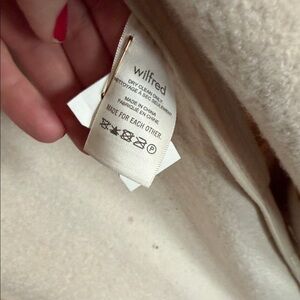 wilfred
DRY CLEAN ONLY
NETTOYAGE À SEC SEULEMENT
MADE IN CHINA
FABRIQUÉ EN CHINE
MADE FOR EACH OTHER.
P